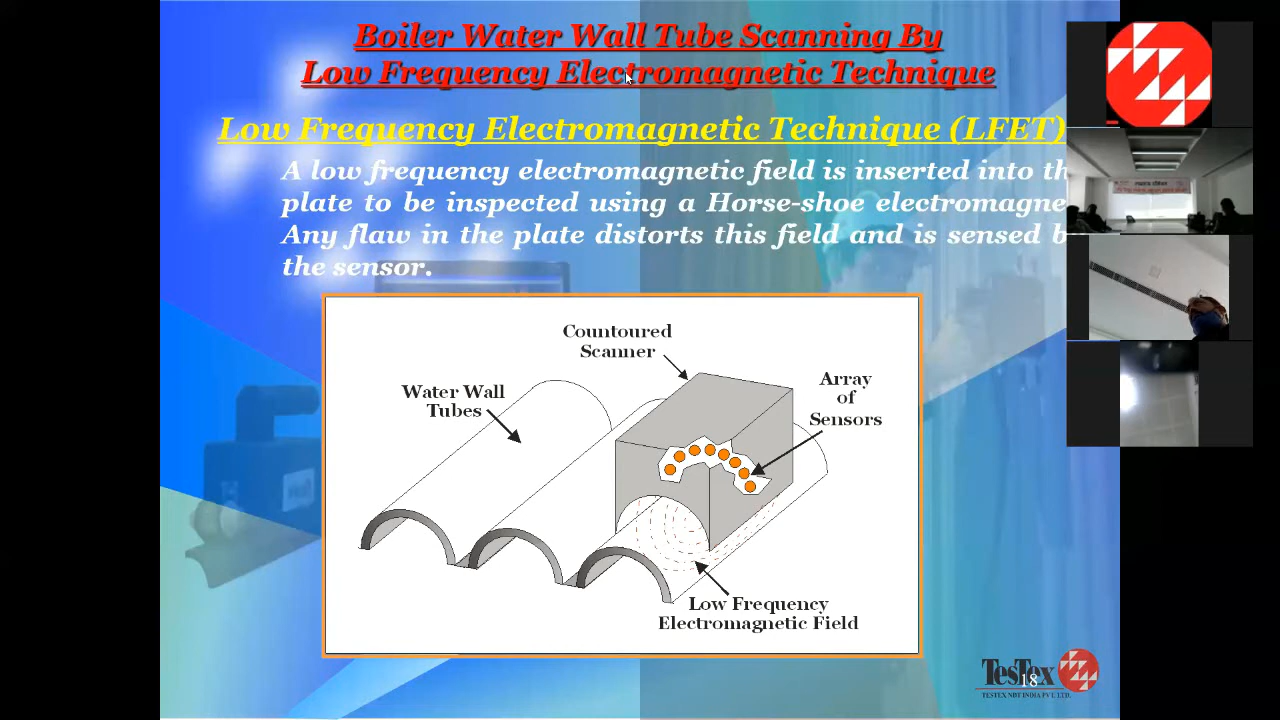 Boiler Water Wall Tube Scanning By
Low Frequency Electromagnetic Technique
Low Frequency Electromagnetic Technique (LFET)
A low frequency electromagnetic field is inserted into th
plate to be inspected using a Horse-shoe electromagne
Any flaw in the plate distorts this field and is sensed b
the sensor.
Countoured
Scanner
Water Wall
Tubes
Array
of
Sensors
Low Frequency
Electromagnetic Field
TesTex
18
TESTEX NDT INDIA PVT. LTD.